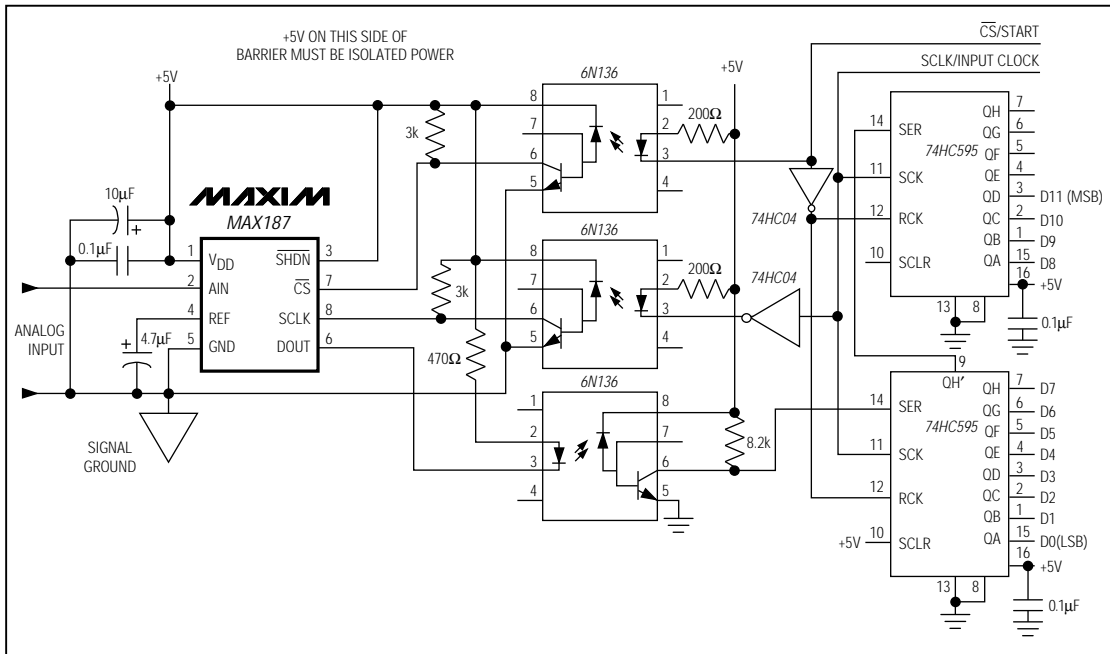 +5V ON THIS SIDE OF
BARRIER MUST BE ISOLATED POWER
+5V
3k
10µF
+
0.1µF
MAXIM
MAX187
1 VDD
2 AIN
4 REF
5 GND
SHDN 3
CS 7
SCLK 8
DOUT 6
ANALOG
INPUT
+ 4.7µF
SIGNAL
GROUND
3k
470Ω
6N136
8
7
6
5
1
2
3
4
200Ω
+5V
6N136
8
7
6
5
1
2
3
4
200Ω
6N136
1
2
3
4
8
7
6
5
8.2k
74HC04
74HC04
CS/START
SCLK/INPUT CLOCK
74HC595
14 SER
11 SCK
12 RCK
10 SCLR
QH 7
QG 6
QF 5
QE 4
QD 3 D11 (MSB)
QC 2 D10
QB 1 D9
QA 15 D8
16 +5V
13 8
0.1µF
9
QH'
74HC595
14 SER
11 SCK
12 RCK
+5V 10 SCLR
QH 7 D7
QG 6 D6
QF 5 D5
QE 4 D4
QD 3 D3
QC 2 D2
QB 1 D1
QA 15 D0(LSB)
16 +5V
13 8
0.1µF